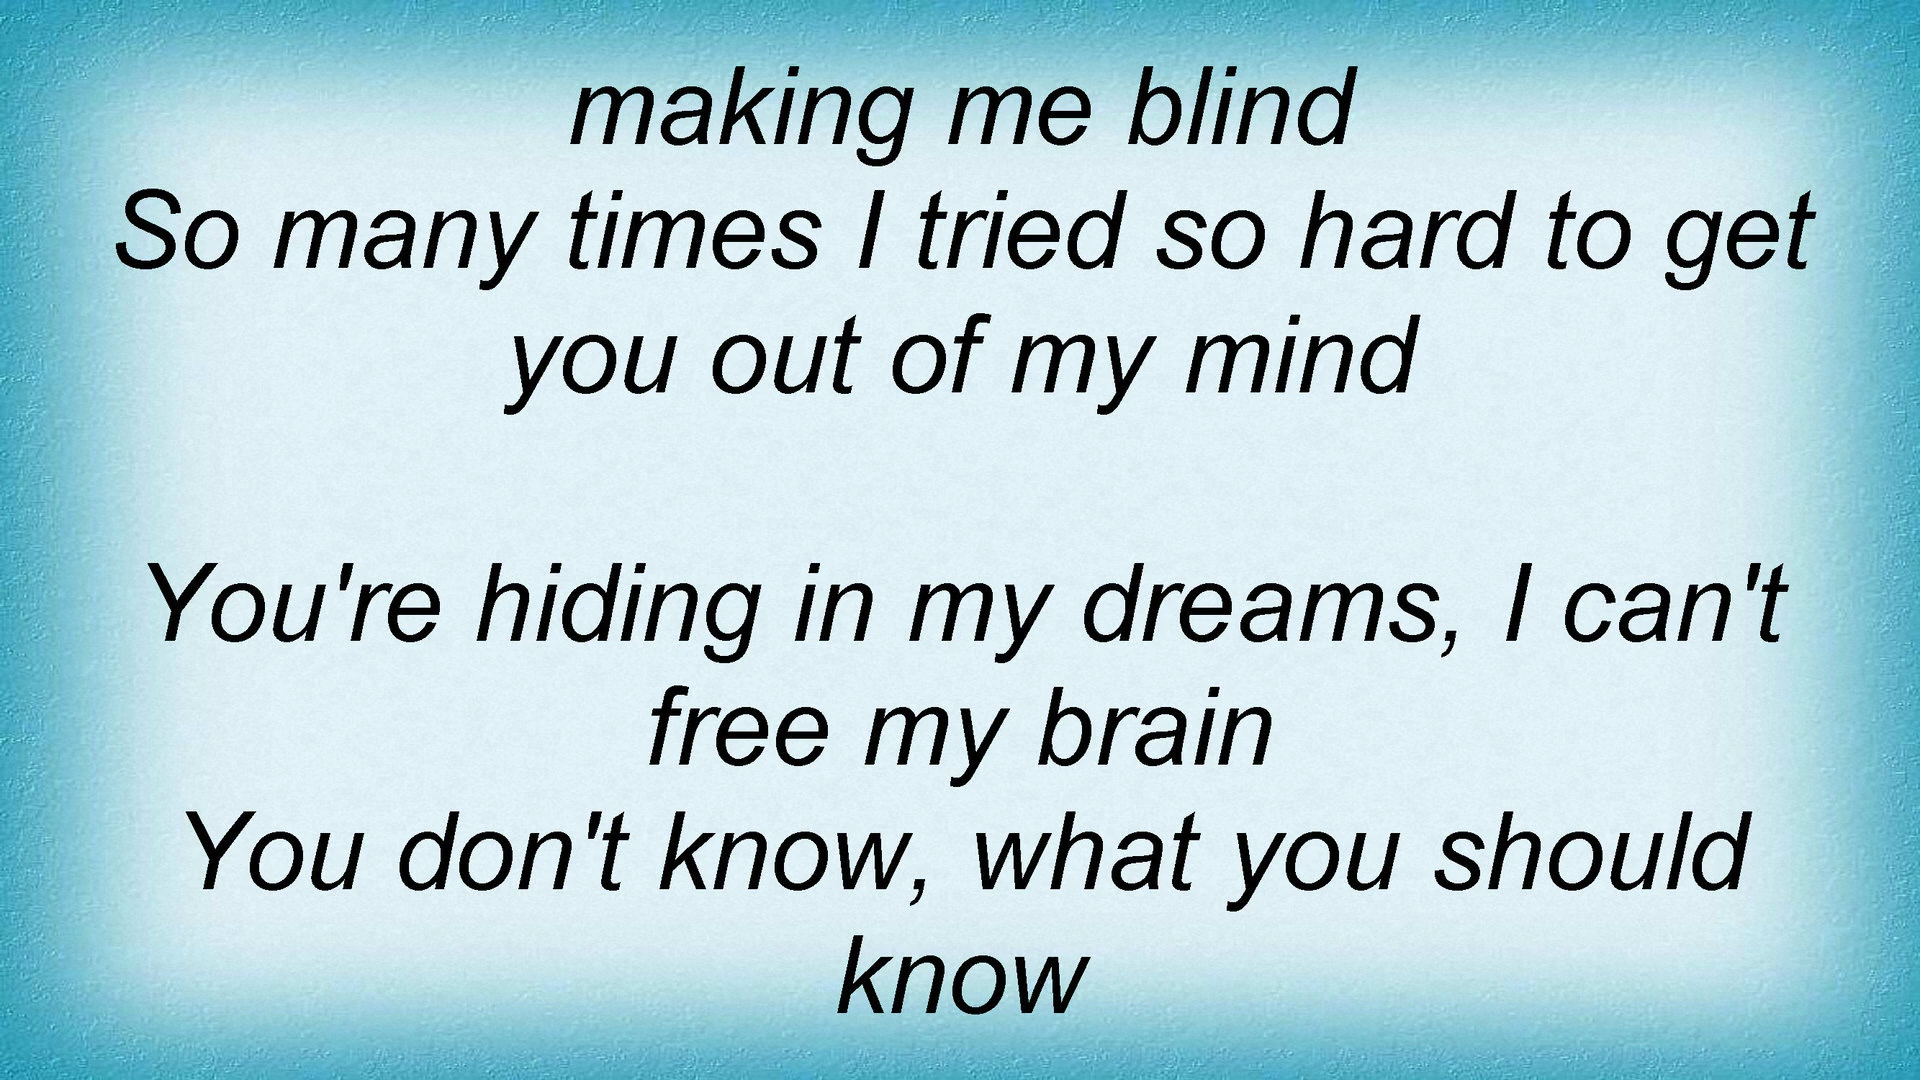 making me blind
So many times I tried so hard to get
you out of my mind
You're hiding in my dreams, I can't
free my brain
You don't know, what you should
know